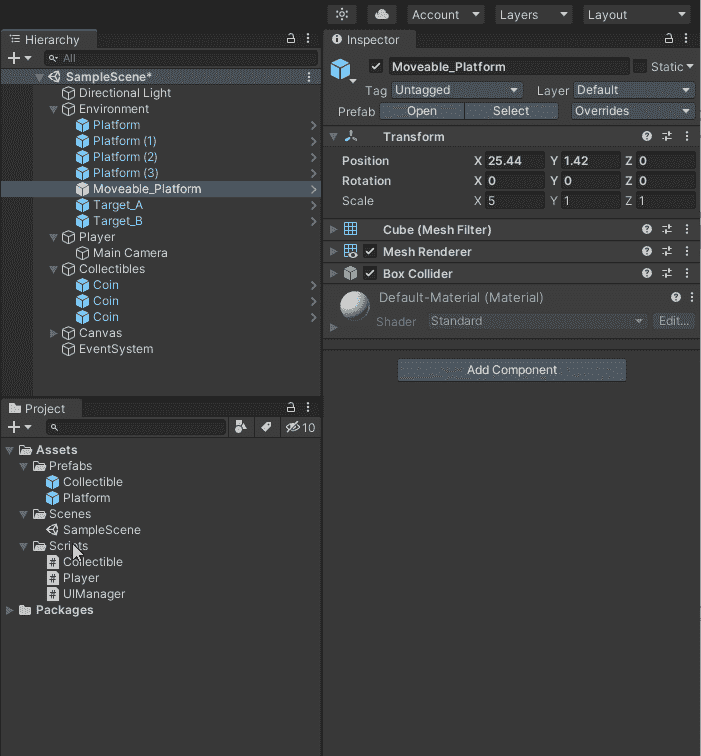 Account Layers Layout
Hierarchy
All
SampleScene*
Directional Light
Environment
Platform
Platform (1)
Platform (2)
Platform (3)
Moveable_Platform
Target_A
Target_B
Player
Main Camera
Collectibles
Coin
Coin
Coin
Canvas
EventSystem
Inspector
Moveable_Platform Static
Tag Untagged Layer Default
Prefab Open Select Overrides
Transform
Position X 25.44 Y 1.42 Z 0
Rotation X 0 Y 0 Z 0
Scale X 5 Y 1 Z 1
Cube (Mesh Filter)
Mesh Renderer
Box Collider
Default-Material (Material)
Shader Standard Edit...
Add Component
Project
10
Assets
Prefabs
Collectible
Platform
Scenes
SampleScene
Scripts
# Collectible
# Player
# UIManager
Packages